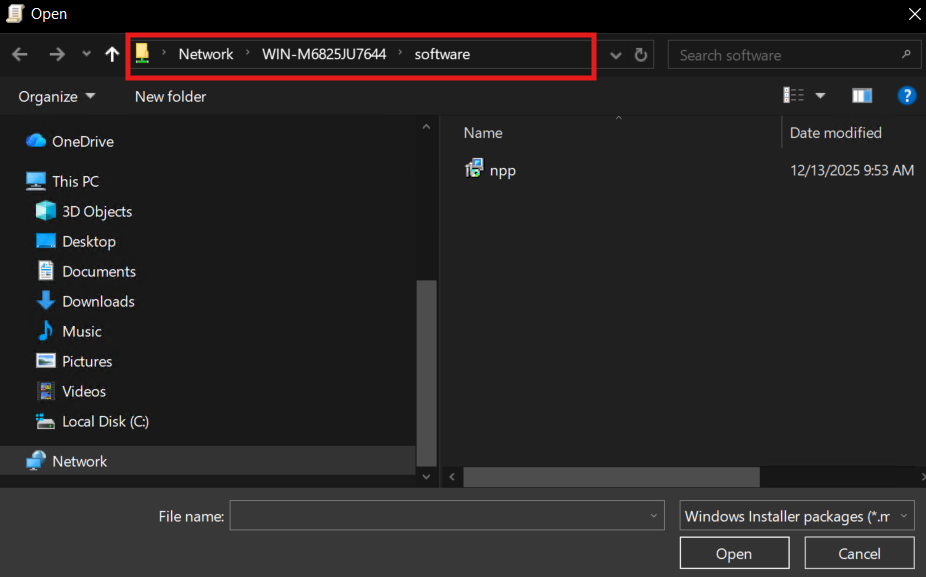 Open
Network WIN-M6825JU7644 software
Search software
Organize New folder
?
OneDrive
This PC
3D Objects
Desktop
Documents
Downloads
Music
Pictures
Videos
Local Disk (C:)
Network
Name Date modified
npp 12/13/2025 9:53 AM
File name:
Windows Installer packages (*.m
Open Cancel